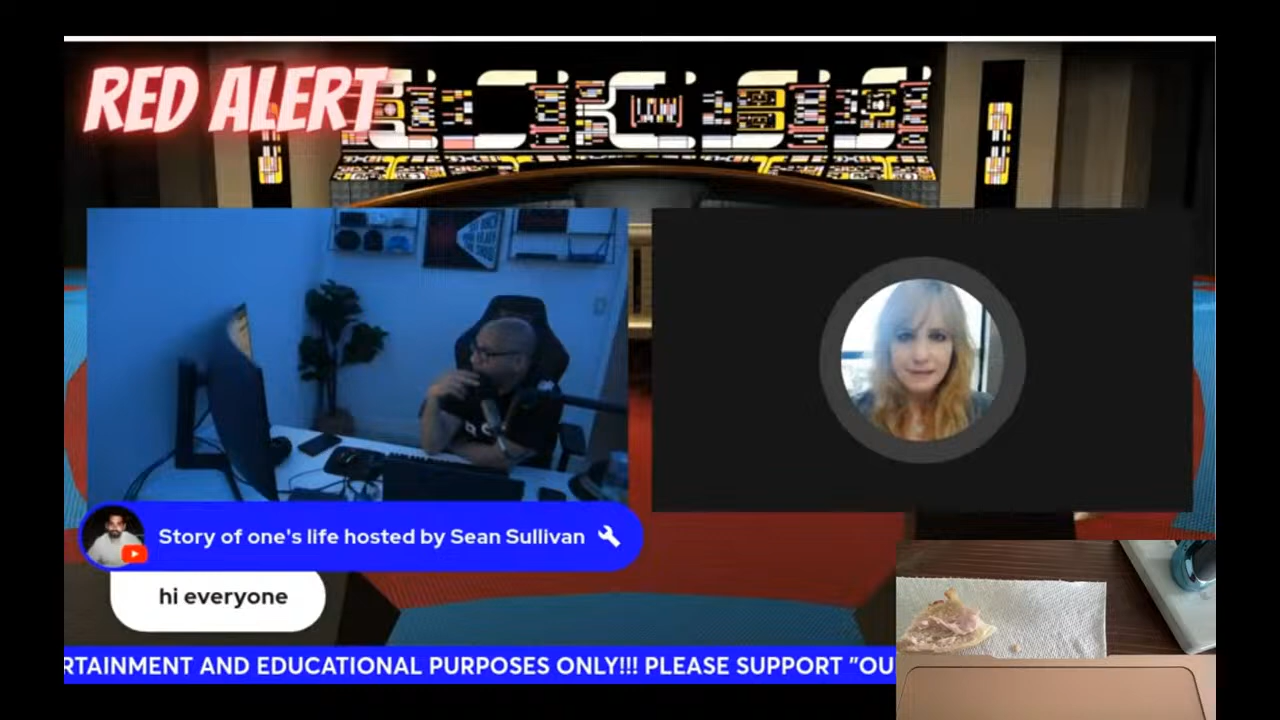 RED ALERT
Story of one's life hosted by Sean Sullivan
hi everyone
RTAINMENT AND EDUCATIONAL PURPOSES ONLY!!! PLEASE SUPPORT "OU